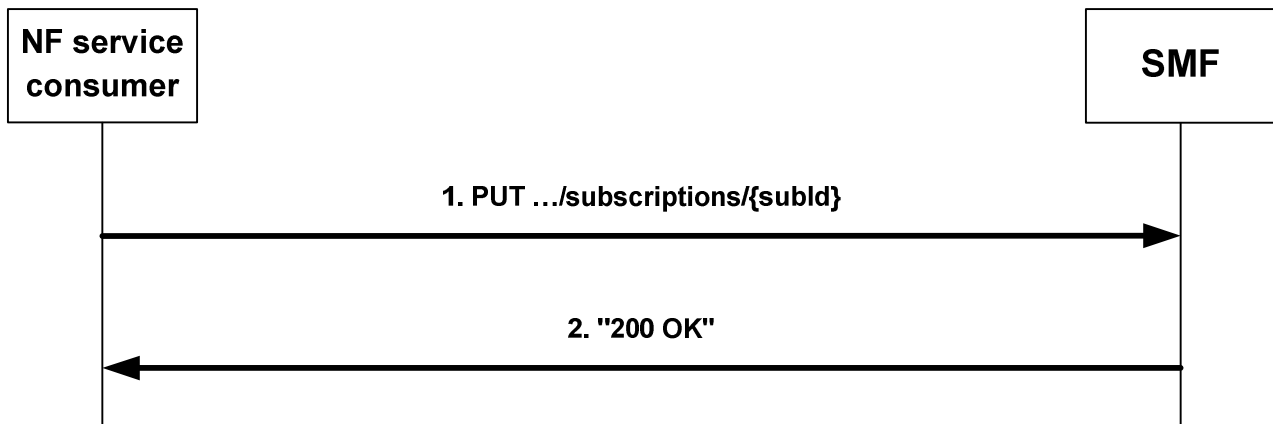 NF service
consumer
SMF
1. PUT …/subscriptions/{subId}
2. "200 OK"